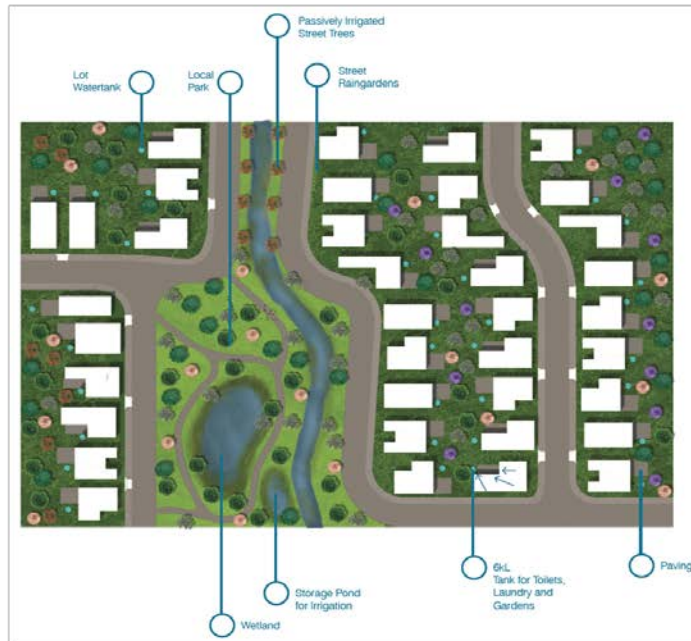 Passively Irrigated
Street Trees
Lot
Watertank
Local
Park
Street
Raingardens
6kL
Tank for Toilets,
Laundry and
Gardens
Paving
Storage Pond
for Irrigation
Wetland